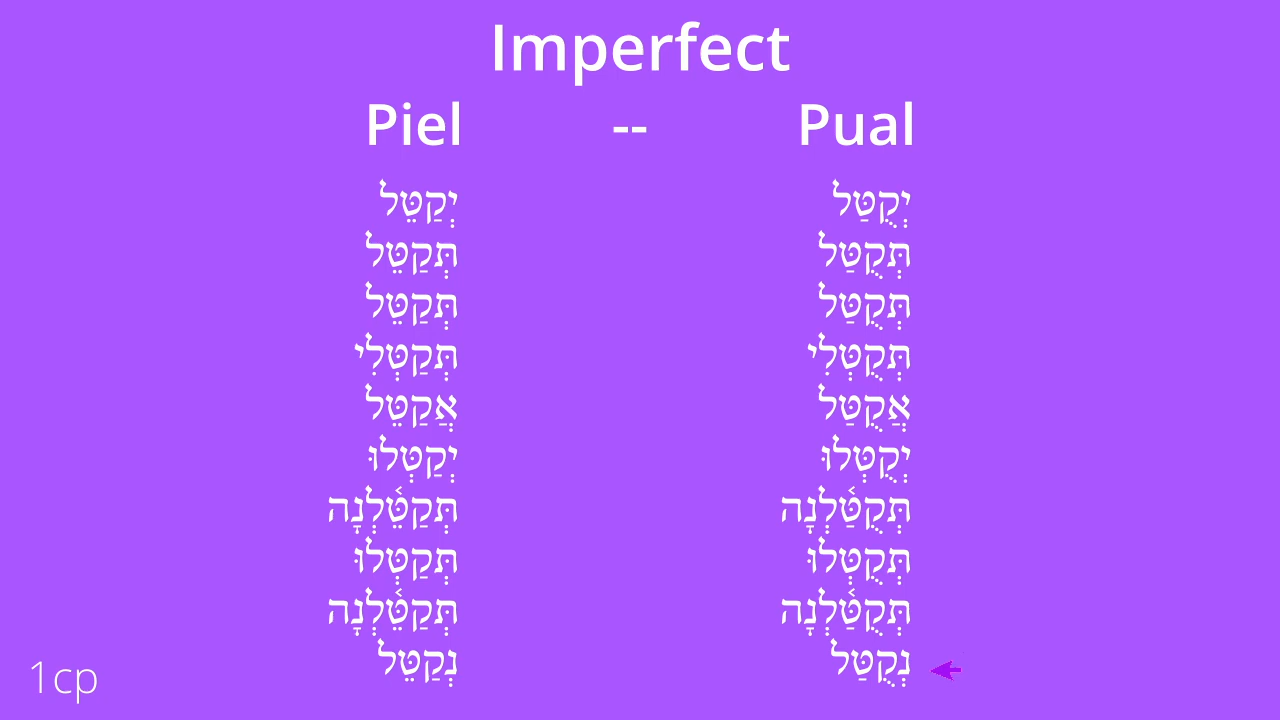 Imperfect
Piel -- Pual
יְקַטֵּל יְקֻטַּל
תְּקַטֵּל תְּקֻטַּל
תְּקַטֵּל תְּקֻטַּל
תְּקַטְּלִי תְּקֻטְּלִי
אֲקַטֵּל אֲקֻטַּל
יְקַטְּלוּ יְקֻטְּלוּ
תְּקַטֵּ֫לְנָה תְּקֻטַּ֫לְנָה
תְּקַטְּלוּ תְּקֻטְּלוּ
תְּקַטֵּ֫לְנָה תְּקֻטַּ֫לְנָה
נְקַטֵּל נְקֻטַּל
1cp